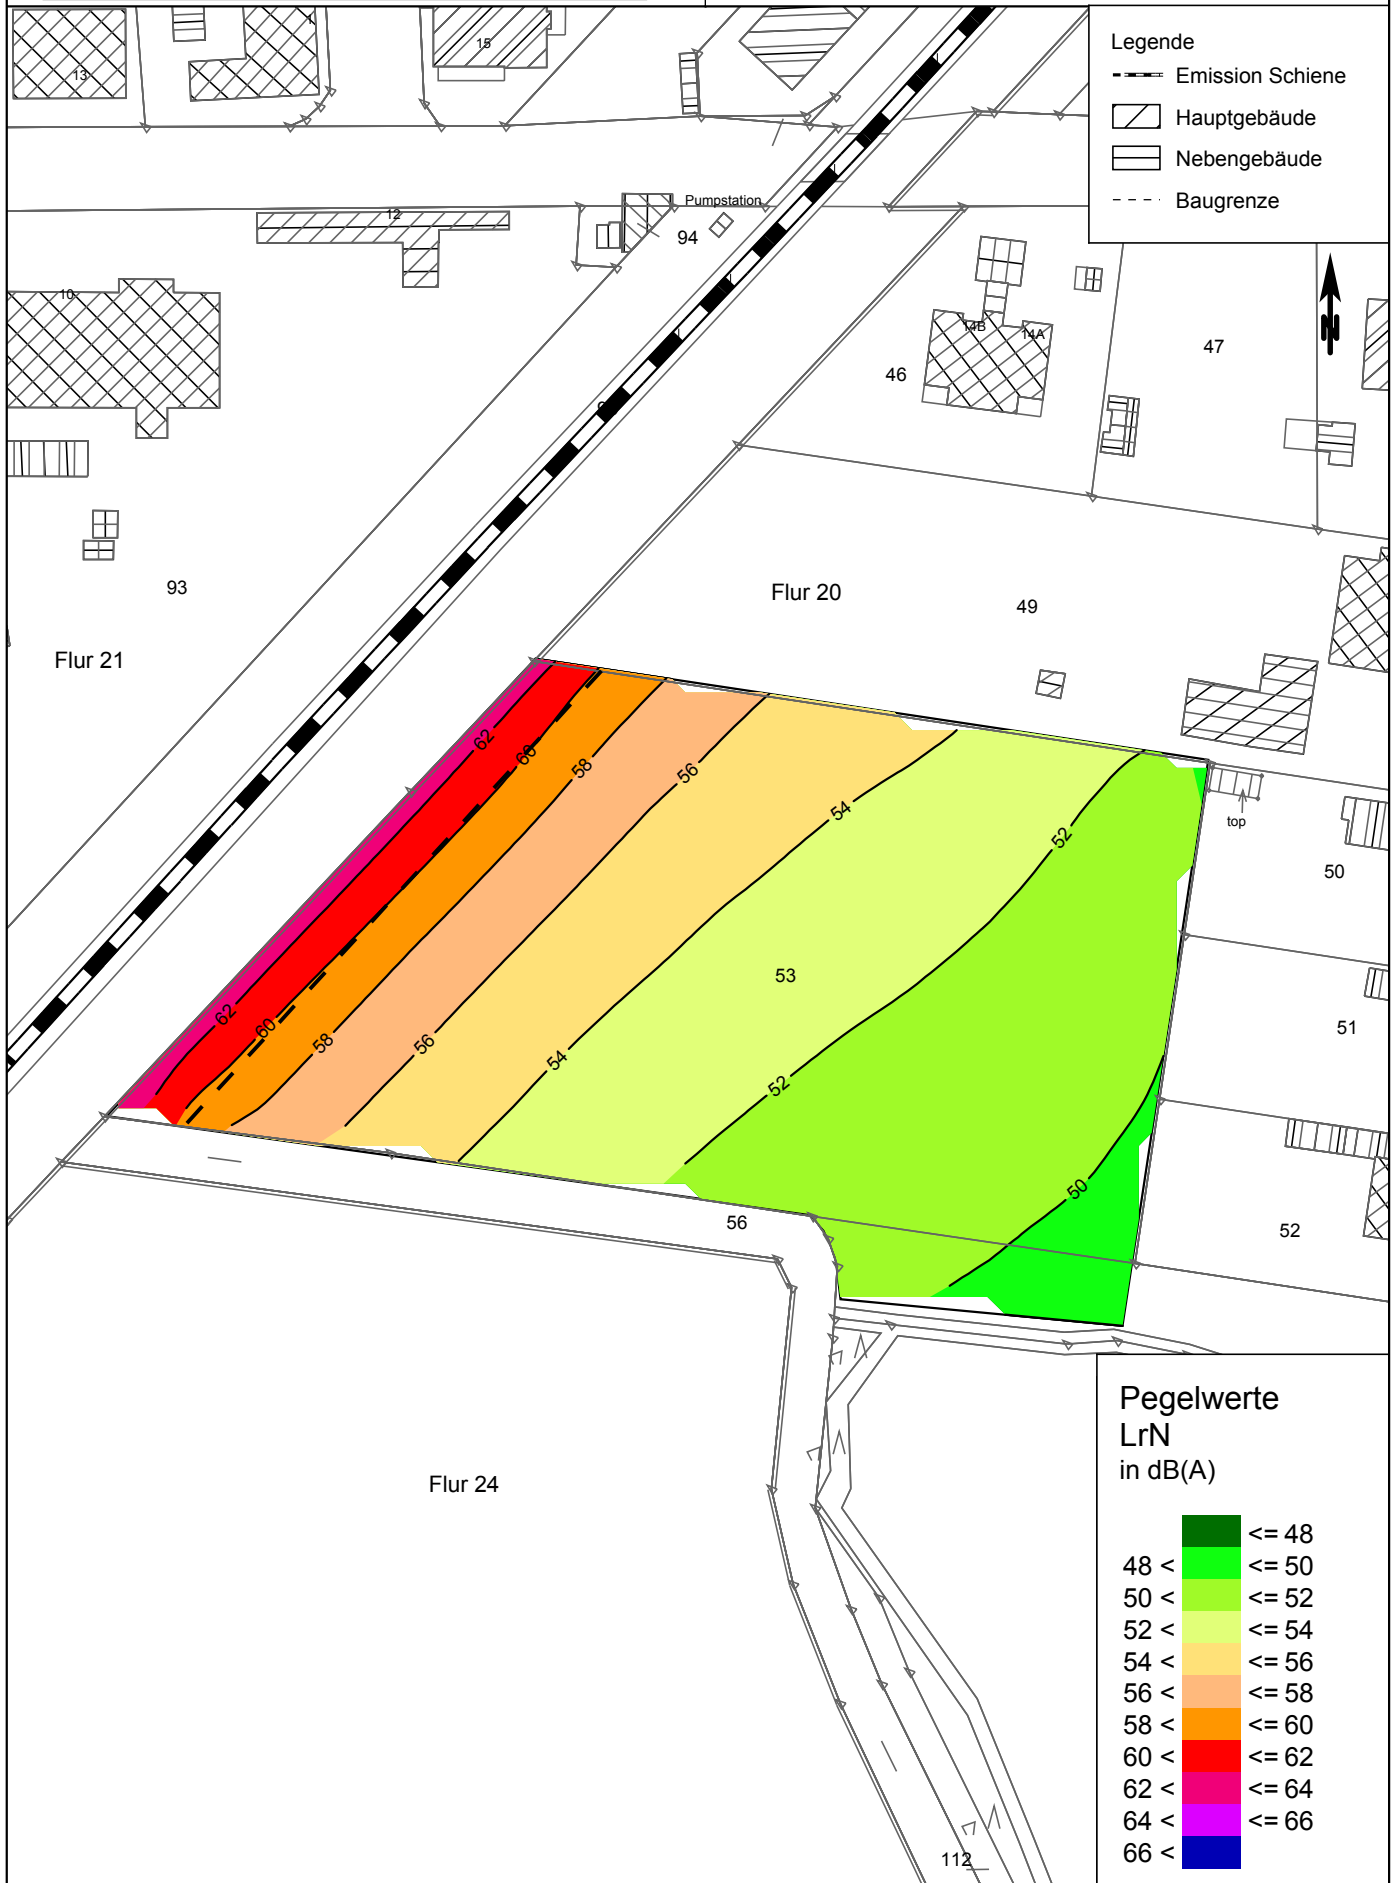 Legende
Emission Schiene
Hauptgebäude
Nebengebäude
Baugrenze
13
15
12
Pumpstation
94
10
14B
14A
46
47
N
93
Flur 20
49
Flur 21
62
60
58
56
54
52
top
50
53
62
60
58
56
54
52
51
50
56
52
Flur 24
112
Pegelwerte
LrN
in dB(A)
<= 48
48 < <= 50
50 < <= 52
52 < <= 54
54 < <= 56
56 < <= 58
58 < <= 60
60 < <= 62
62 < <= 64
64 < <= 66
66 <